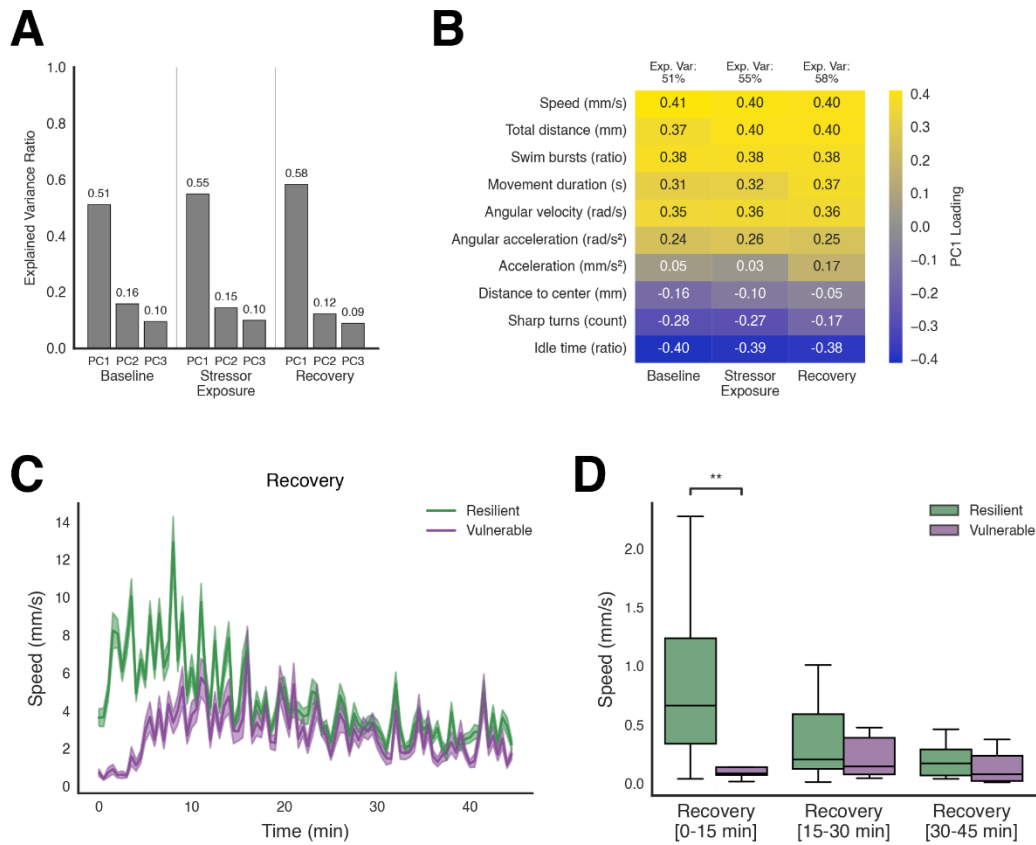 A
1.0
0.8
0.6
0.4
0.2
0.0
Explained Variance Ratio
0.51
0.16
0.10
0.55
0.15
0.10
0.58
0.12
0.09
PC1 PC2 PC3 PC1 PC2 PC3 PC1 PC2 PC3
Baseline
Stressor
Exposure
Recovery
B
Exp. Var:
51%
Exp. Var:
55%
Exp. Var:
58%
Speed (mm/s) 0.41 0.40 0.40
Total distance (mm) 0.37 0.40 0.40
Swim bursts (ratio) 0.38 0.38 0.38
Movement duration (s) 0.31 0.32 0.37
Angular velocity (rad/s) 0.35 0.36 0.36
Angular acceleration (rad/s²) 0.24 0.26 0.25
Acceleration (mm/s²) 0.05 0.03 0.17
Distance to center (mm) -0.16 -0.10 -0.05
Sharp turns (count) -0.28 -0.27 -0.17
Idle time (ratio) -0.40 -0.39 -0.38
Baseline
Stressor
Exposure
Recovery
0.4
0.3
0.2
0.1
0.0
−0.1
−0.2
−0.3
−0.4
PC1 Loading
C
Recovery
Resilient
Vulnerable
14
12
10
8
6
4
2
0
Speed (mm/s)
0 10 20 30 40
Time (min)
D
**
Resilient
Vulnerable
2.0
1.5
1.0
0.5
0.0
Speed (mm/s)
Recovery
[0-15 min]
Recovery
[15-30 min]
Recovery
[30-45 min]